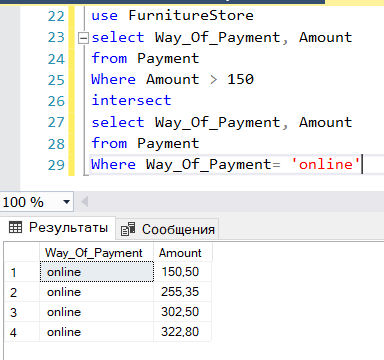 22 use FurnitureStore
23 select Way_Of_Payment, Amount
24 from Payment
25 Where Amount > 150
26 intersect
27 select Way_Of_Payment, Amount
28 from Payment
29 Where Way_Of_Payment= 'online'
100 %
Результаты Сообщения
Way_Of_Payment Amount
1 online 150,50
2 online 255,35
3 online 302,50
4 online 322,80